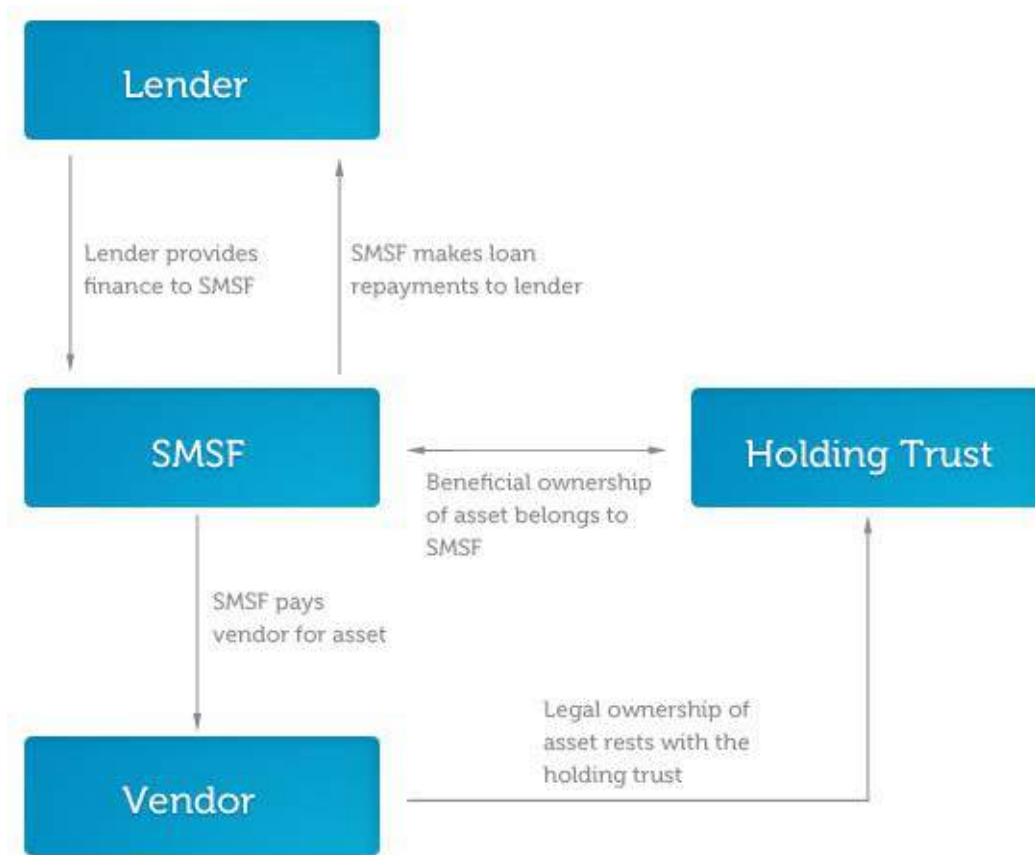 Lender
Lender provides
finance to SMSF
SMSF makes loan
repayments to lender
SMSF
Beneficial ownership
of asset belongs to
SMSF
Holding Trust
SMSF pays
vendor for asset
Legal ownership of
asset rests with the
holding trust
Vendor